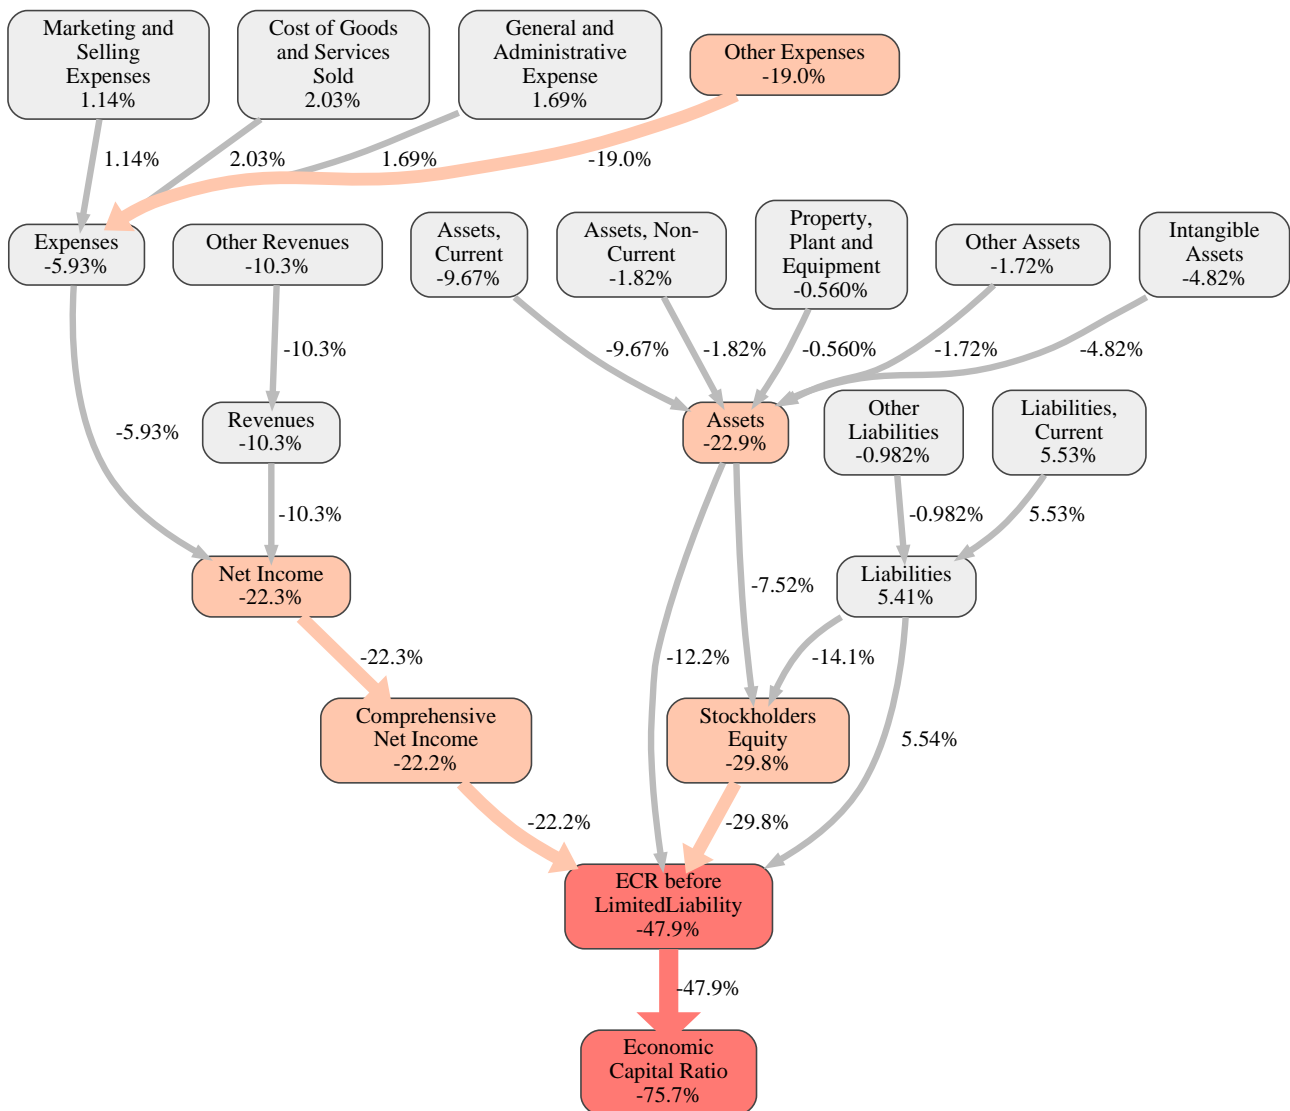 Marketing and
Selling
Expenses
1.14%
Cost of Goods
and Services
Sold
2.03%
General and
Administrative
Expense
1.69%
Other Expenses
-19.0%
1.14%
2.03%
1.69%
-19.0%
Expenses
-5.93%
Other Revenues
-10.3%
Assets,
Current
-9.67%
Assets, Non-
Current
-1.82%
Property,
Plant and
Equipment
-0.560%
Other Assets
-1.72%
Intangible
Assets
-4.82%
-10.3%
-9.67%
-1.82%
-0.560%
-1.72%
-4.82%
-5.93%
Revenues
-10.3%
Assets
-22.9%
Other
Liabilities
-0.982%
Liabilities,
Current
5.53%
-10.3%
-0.982%
5.53%
Net Income
-22.3%
-7.52%
Liabilities
5.41%
-22.3%
-12.2%
-14.1%
Comprehensive
Net Income
-22.2%
Stockholders
Equity
-29.8%
5.54%
-22.2%
-29.8%
ECR before
LimitedLiability
-47.9%
-47.9%
Economic
Capital Ratio
-75.7%